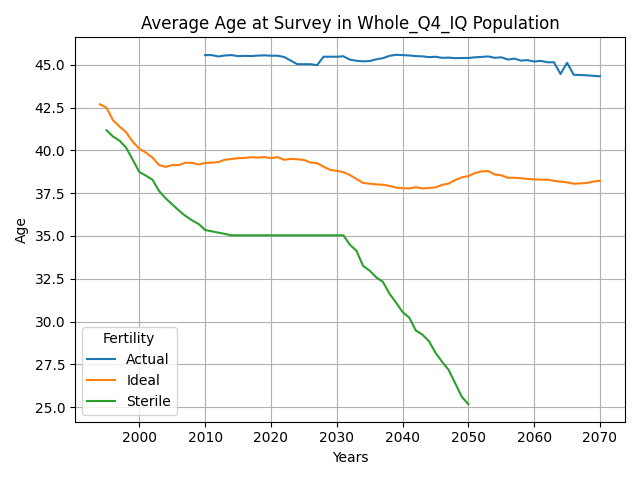 Average Age at Survey in Whole_Q4_IQ Population
Age
45.0
42.5
40.0
37.5
35.0
32.5
30.0
27.5
25.0
Fertility
Actual
Ideal
Sterile
2000 2010 2020 2030 2040 2050 2060 2070
Years